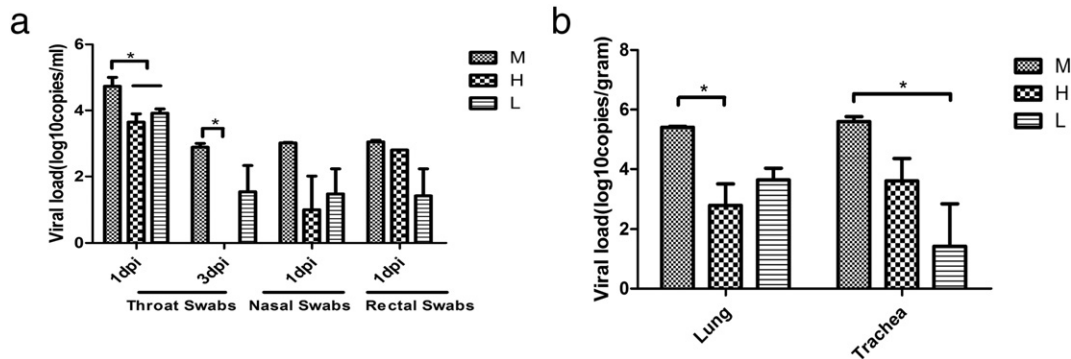 a
Viral load(log10copies/ml)
6
4
2
0
*
*
M
H
L
1dpi
3dpi
1dpi
1dpi
Throat Swabs
Nasal Swabs
Rectal Swabs
b
Viral load(log10copies/gram)
8
6
4
2
0
*
*
M
H
L
Lung
Trachea